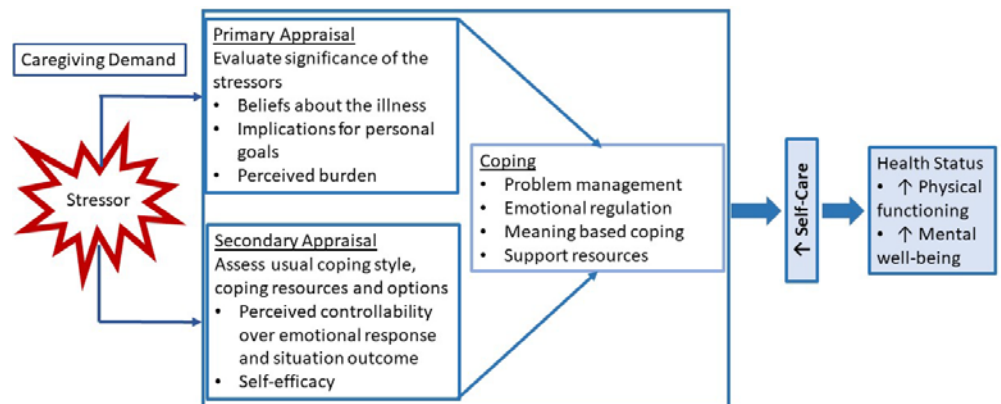 Caregiving Demand
Stressor
Primary Appraisal
Evaluate significance of the
stressors
• Beliefs about the illness
• Implications for personal
goals
• Perceived burden
Secondary Appraisal
Assess usual coping style,
coping resources and options
• Perceived controllability
over emotional response
and situation outcome
• Self-efficacy
Coping
• Problem management
• Emotional regulation
• Meaning based coping
• Support resources
↑ Self-Care
Health Status
• ↑ Physical
functioning
• ↑ Mental
well-being